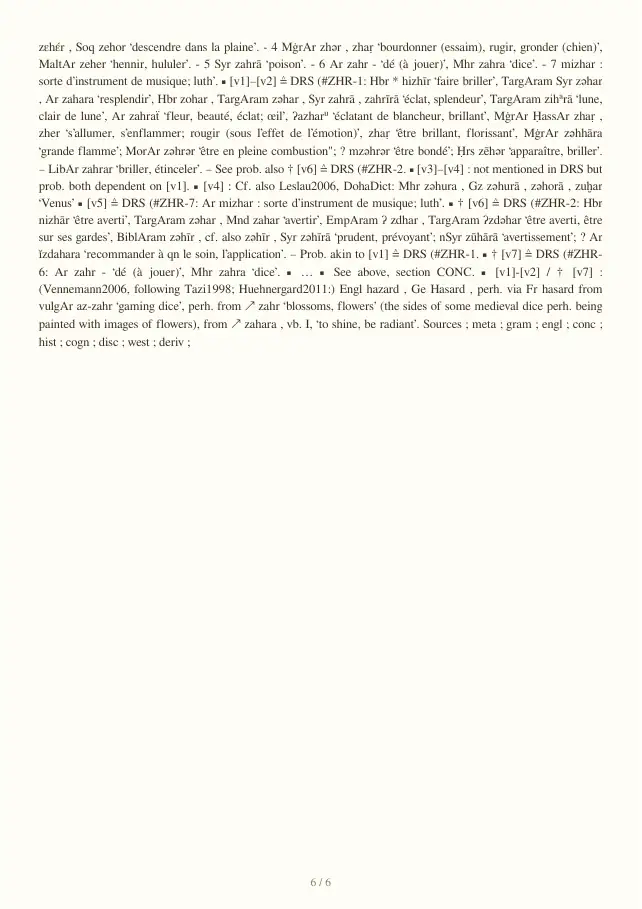 zɛhɛ́r , Soq zehor ‘descendre dans la plaine’. - 4 MġrAr zhər , zhaṛ ‘bourdonner (essaim), rugir, gronder (chien)’,
MaltAr zeher ‘hennir, hululer’. - 5 Syr zahrā ‘poison’. - 6 Ar zahr - ‘dé (à jouer)’, Mhr zahra ‘dice’. - 7 mizhar :
sorte d’instrument de musique; luth’. ▪ [v1]–[v2] ≙ DRS (#ZHR-1: Hbr * hizhīr ‘faire briller’, TargAram Syr zəhar
, Ar zahara ‘resplendir’, Hbr zohar , TargAram zəhar , Syr zahrā , zahrīrā ‘éclat, splendeur’, TargAram zihᵃrā ‘lune,
clair de lune’, Ar zahraẗ ‘fleur, beauté, éclat; œil’, ʔazharᵘ ‘éclatant de blancheur, brillant’, MġrAr ḤassAr zhaṛ ,
zher ‘s’allumer, s’enflammer; rougir (sous l’effet de l’émotion)’, zhaṛ ‘être brillant, florissant’, MġrAr zəhhāra
‘grande flamme’; MorAr zəhrər ‘être en pleine combustion"; ? mzəhrər ‘être bondé’; Ḥrs zēhər ‘apparaître, briller’.
– LibAr zahrar ‘briller, étinceler’. – See prob. also † [v6] ≙ DRS (#ZHR-2. ▪ [v3]–[v4] : not mentioned in DRS but
prob. both dependent on [v1]. ▪ [v4] : Cf. also Leslau2006, DohaDict: Mhr zəhura , Gz zəhurā , zəhorā , zuḫar
‘Venus’ ▪ [v5] ≙ DRS (#ZHR-7: Ar mizhar : sorte d’instrument de musique; luth’. ▪ † [v6] ≙ DRS (#ZHR-2: Hbr
nizhār ‘être averti’, TargAram zəhar , Mnd zahar ‘avertir’, EmpAram ʔ zdhar , TargAram ʔzdəhar ‘être averti, être
sur ses gardes’, BiblAram zəhīr , cf. also zəhīr , Syr zəhīrā ‘prudent, prévoyant’; nSyr zūhārā ‘avertissement’; ? Ar
ĭzdahara ‘recommander à qn le soin, l’application’. – Prob. akin to [v1] ≙ DRS (#ZHR-1. ▪ † [v7] ≙ DRS (#ZHR-
6: Ar zahr - ‘dé (à jouer)’, Mhr zahra ‘dice’. ▪ … ▪ See above, section CONC. ▪ [v1]-[v2] / † [v7] :
(Vennemann2006, following Tazi1998; Huehnergard2011:) Engl hazard , Ge Hasard , perh. via Fr hasard from
vulgAr az-zahr ‘gaming dice’, perh. from ↗ zahr ‘blossoms, flowers’ (the sides of some medieval dice perh. being
painted with images of flowers), from ↗ zahara , vb. I, ‘to shine, be radiant’. Sources ; meta ; gram ; engl ; conc ;
hist ; cogn ; disc ; west ; deriv ;
6 / 6